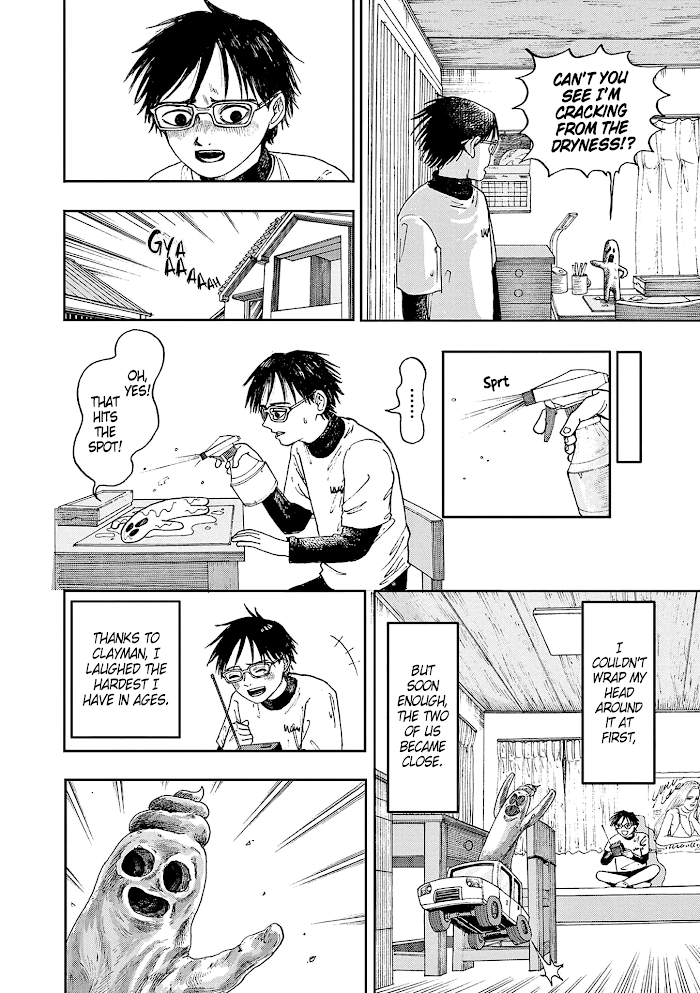 CAN'T YOU
SEE I'M
CRACKING
FROM THE
DRYNESS!?
GYA
AAAAAH
Sprt
......
OH,
YES!
THAT
HITS
THE
SPOT!
I
COULDN'T
WRAP MY
HEAD
AROUND
IT AT
FIRST,
BUT
SOON
ENOUGH,
THE TWO
OF US
BECAME
CLOSE.
THANKS TO
CLAYMAN, I
LAUGHED THE
HARDEST I
HAVE IN AGES.